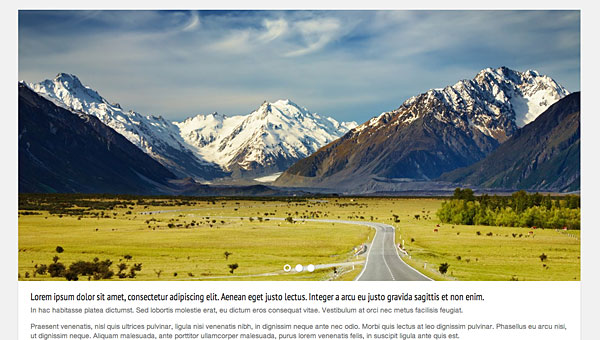 Lorem ipsum dolor sit amet, consectetur adipiscing elit. Aenean eget justo lectus. Integer a arcu eu justo gravida sagittis et non enim.
In hac habitasse platea dictumst. Sed lobortis molestie erat, eu dictum eros consequat vitae. Vestibulum at orci nec metus facilisis feugiat.
Praesent venenatis, nisl quis ultrices pulvinar, ligula nisi venenatis nibh, in dignissim neque ante nec odio. Morbi quis lectus at leo dignissim pulvinar. Phasellus eu arcu nisi,
ut dignissim neque. Aliquam malesuada, ante porttitor ullamcorper malesuada, purus lorem venenatis felis, in suscipit ligula ante quis est.